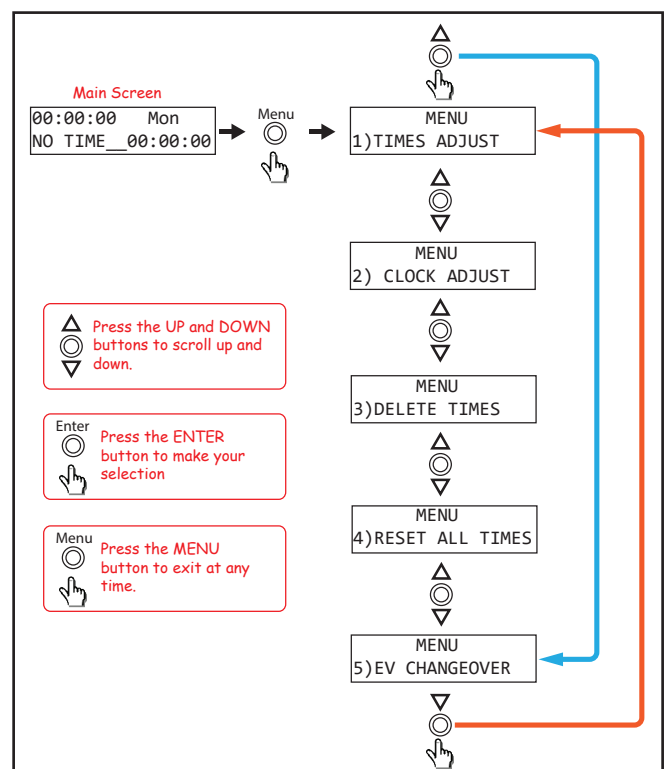 Main Screen
00:00:00 Mon
NO TIME__00:00:00
Menu
MENU
1)TIMES ADJUST
MENU
2) CLOCK ADJUST
Press the UP and DOWN
buttons to scroll up and
down.
MENU
3)DELETE TIMES
Enter
Press the ENTER
button to make your
selection
MENU
4)RESET ALL TIMES
Menu
Press the MENU
button to exit at any
time.
MENU
5)EV CHANGEOVER